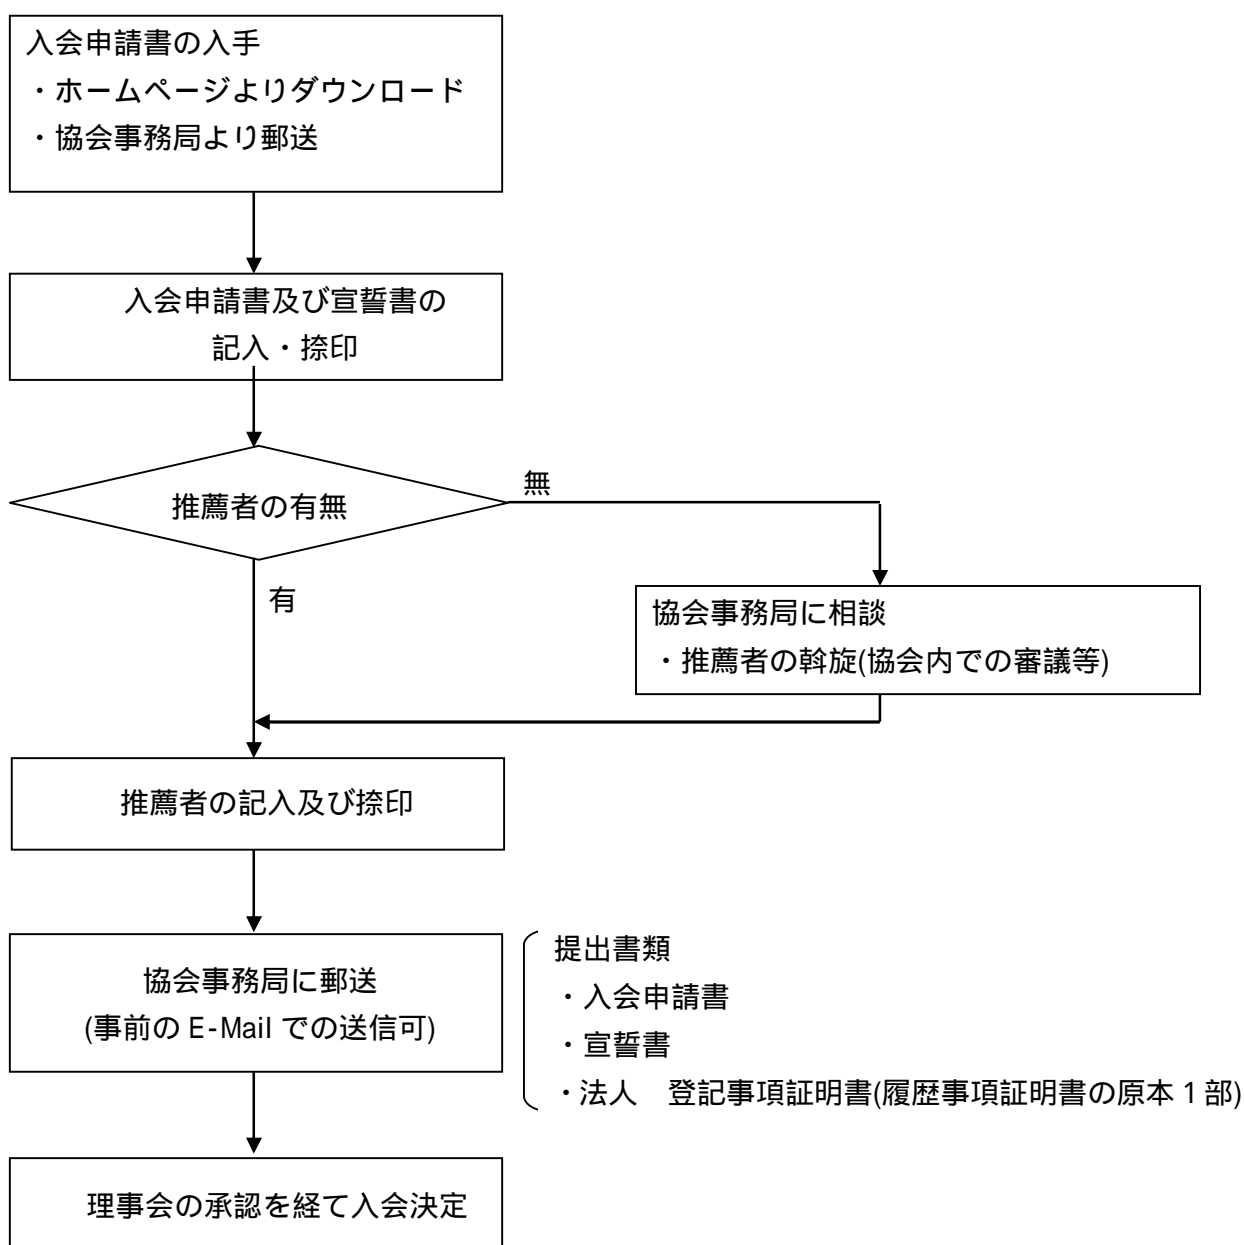 入会申請書の入手
・ホームページよりダウンロード
・協会事務局より郵送
入会申請書及び宣誓書の
記入・捺印
推薦者の有無
無
有
協会事務局に相談
・推薦者の斡旋(協会内での審議等)
推薦者の記入及び捺印
協会事務局に郵送
(事前の E-Mail での送信可)
提出書類
・入会申請書
・宣誓書
・法人　登記事項証明書(履歴事項証明書の原本 1 部)
理事会の承認を経て入会決定